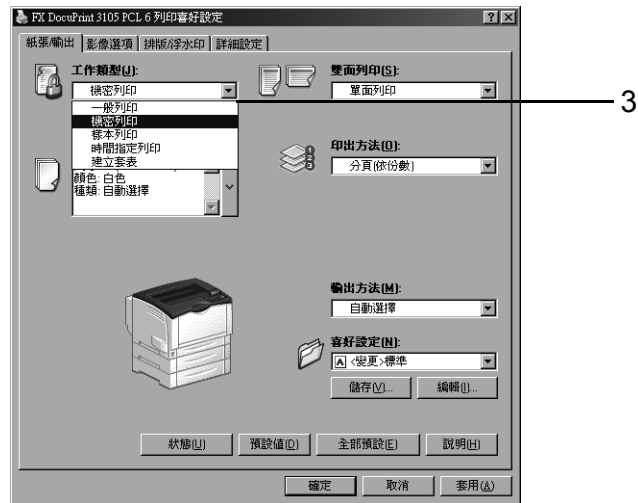 FX DocuPrint 3105 PCL 6 列印喜好設定
紙張/輸出 影像選項 排版/浮水印 詳細設定
工作類型(J):
機密列印
一般列印
機密列印
樣本列印
時間指定列印
建立套表
顏色: 白色
種類: 自動選擇
雙面列印(S):
單面列印
3
印出方法(O):
分頁(依份數)
輸出方法(M):
自動選擇
喜好設定(N):
A <變更>標準
儲存(V)... 編輯(I)...
狀態(U) 預設值(D) 全部預設(E) 說明(H)
確定 取消 套用(A)